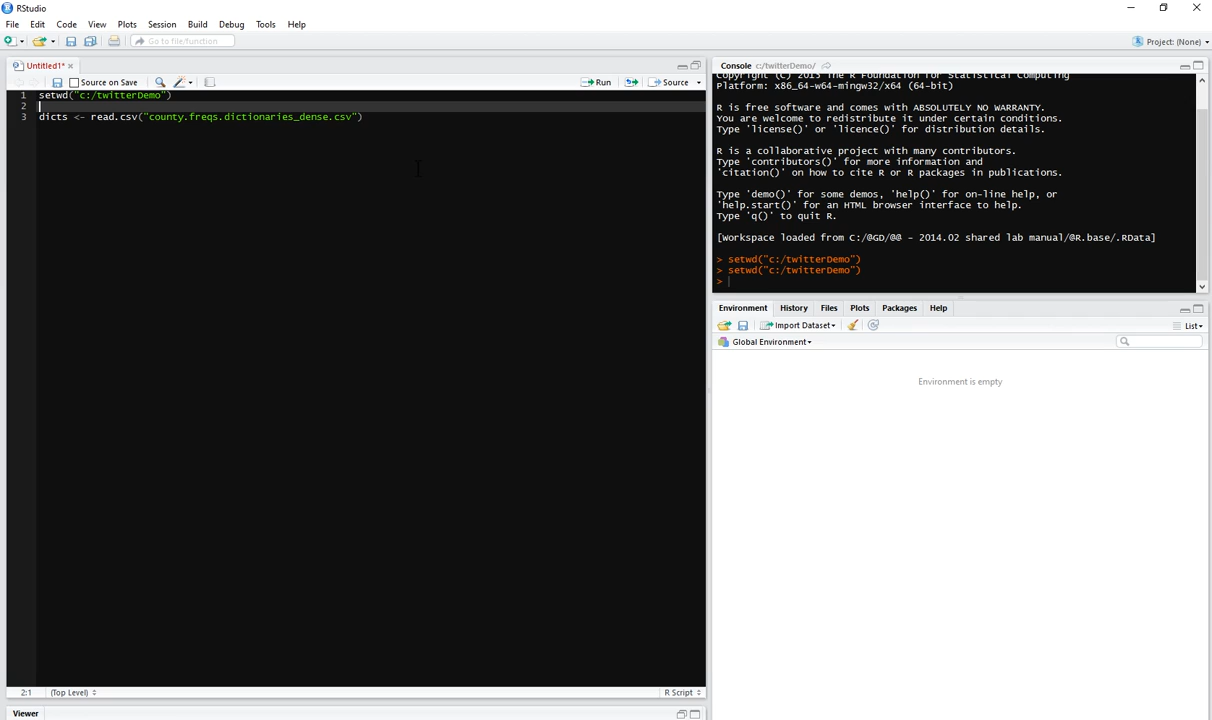 RStudio
File Edit Code View Plots Session Build Debug Tools Help
Go to file/function
Project: (None)
Untitled1*
Source on Save
Run
Source
1 setwd("c:/twitterDemo")
2
3 dicts <- read.csv("county.freqs.dictionaries_dense.csv")
2:1 (Top Level) R Script
Viewer
Console c:/twitterDemo/
Copyright (C) 2015 The R Foundation for Statistical Computing
Platform: x86_64-w64-mingw32/x64 (64-bit)
R is free software and comes with ABSOLUTELY NO WARRANTY.
You are welcome to redistribute it under certain conditions.
Type 'license()' or 'licence()' for distribution details.
R is a collaborative project with many contributors.
Type 'contributors()' for more information and
'citation()' on how to cite R or R packages in publications.
Type 'demo()' for some demos, 'help()' for on-line help, or
'help.start()' for an HTML browser interface to help.
Type 'q()' to quit R.
[Workspace loaded from C:/@GD/@@ - 2014.02 shared lab manual/@R.base/.RData]
> setwd("c:/twitterDemo")
> setwd("c:/twitterDemo")
>
Environment History Files Plots Packages Help
Import Dataset
List
Global Environment
Environment is empty